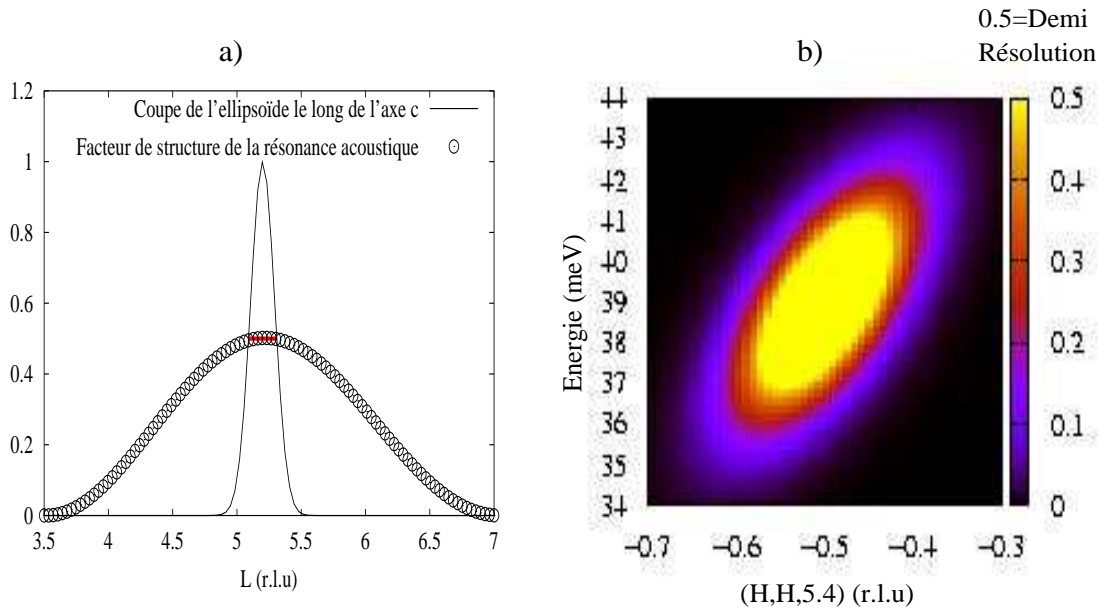 a)
1.2
1
0.8
0.6
0.4
0.2
0
Coupe de l'ellipsoïde le long de l'axe c
Facteur de structure de la résonance acoustique
3.5 4 4.5 5 5.5 6 6.5 7
L (r.l.u)
b)
0.5=Demi
Résolution
44
43
42
41
40
39
38
37
36
35
34
Energie (meV)
−0.7 −0.6 −0.5 −0.4 −0.3
(H,H,5.4) (r.l.u)
0.5
0.4
0.3
0.2
0.1
0